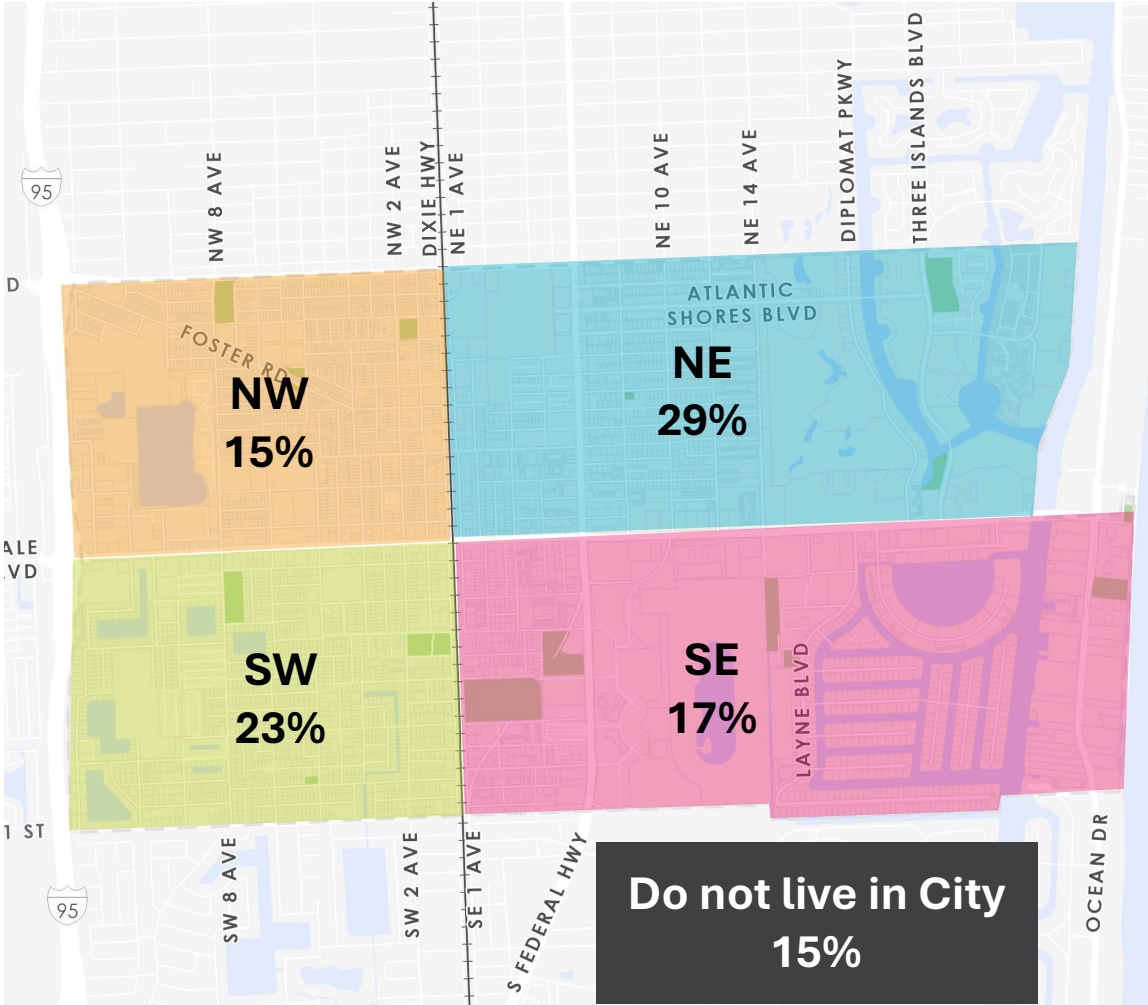 NW 8 AVE
NW 2 AVE
DIXIE HWY
NE 1 AVE
NE 10 AVE
NE 14 AVE
DIPLOMAT PKWY
THREE ISLANDS BLVD
95
D
ATLANTIC
SHORES BLVD
FOSTER RD
NW
15%
NE
29%
ALE
VD
SW
23%
SE
17%
LAYNE BLVD
1 ST
95
SW 8 AVE
SW 2 AVE
SE 1 AVE
S FEDERAL HWY
OCEAN DR
Do not live in City
15%